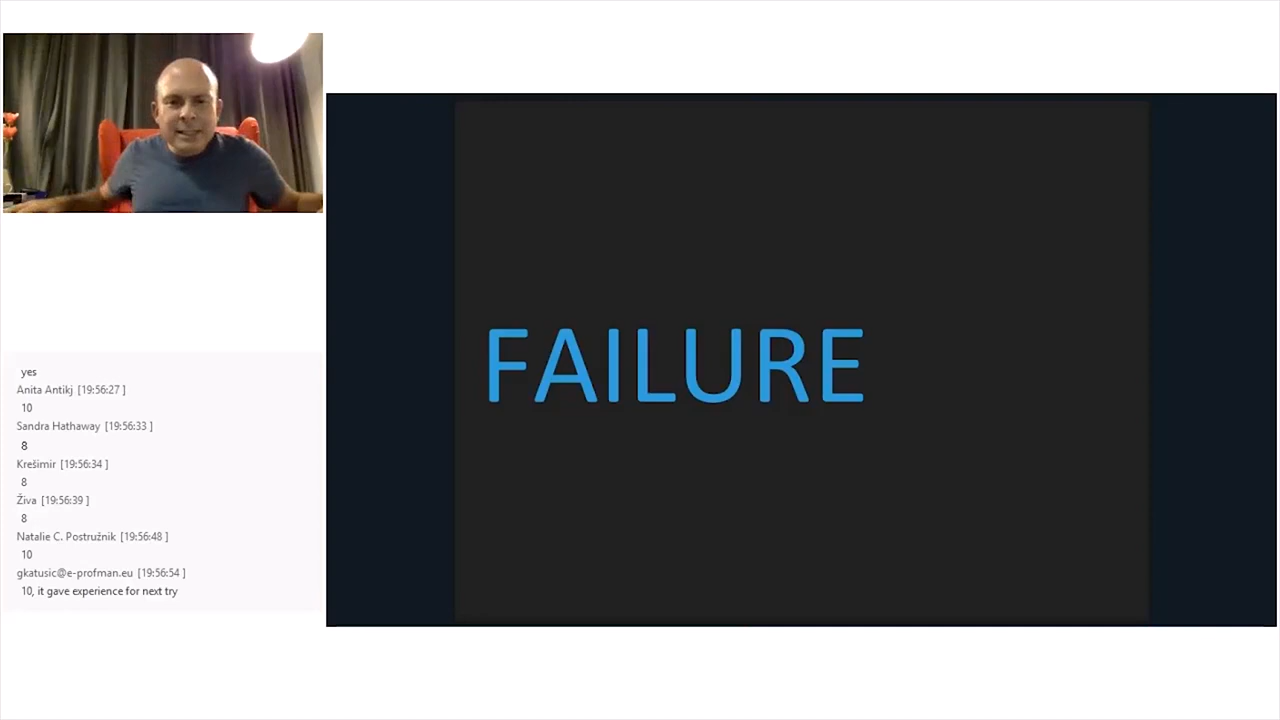 FAILURE
yes
Anita Antikj [19:56:27 ]
10
Sandra Hathaway [19:56:33 ]
8
Krešimir [19:56:34 ]
8
Živa [19:56:39 ]
8
Natalie C. Postružnik [19:56:48 ]
10
gkatusic@e-profman.eu [19:56:54 ]
10, it gave experience for next try